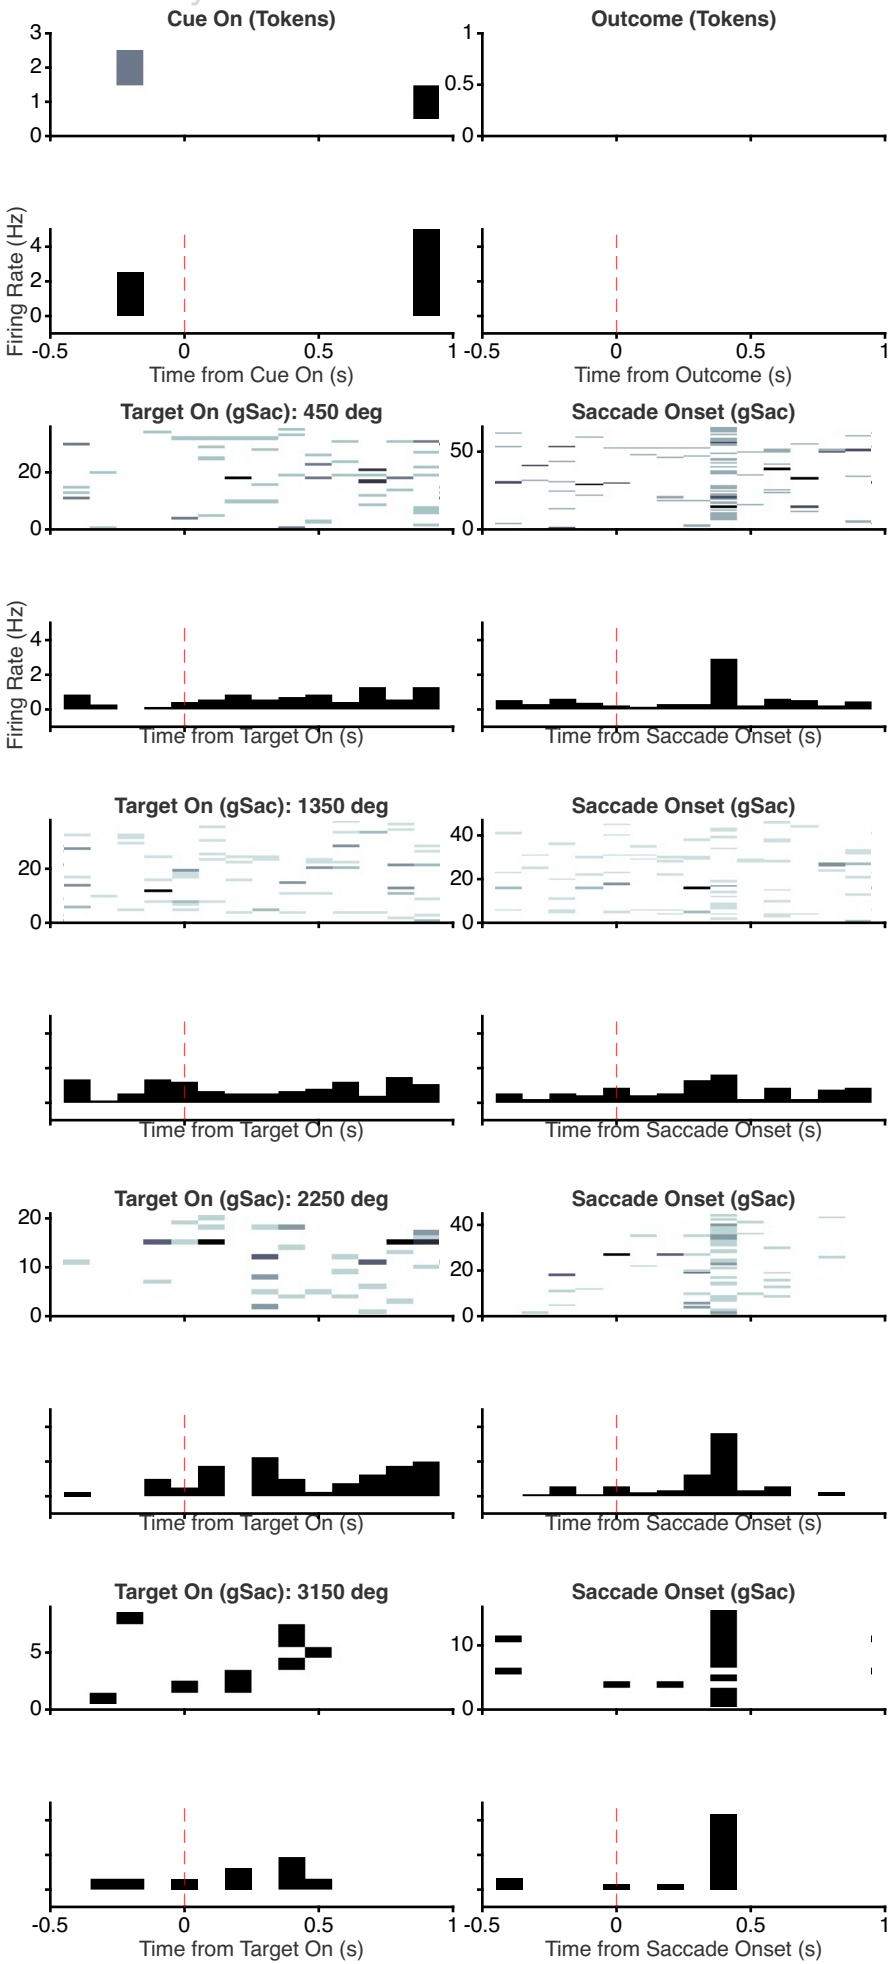 Cue On (Tokens) Outcome (Tokens)
3 1
2
0.5
1
0 0
Firing Rate (Hz)
4
2
0
-0.5 0 0.5 1 -0.5 0 0.5 1
Time from Cue On (s) Time from Outcome (s)
Target On (gSac): 450 deg Saccade Onset (gSac)
50
20
0 0
Firing Rate (Hz)
4
2
0
Time from Target On (s) Time from Saccade Onset (s)
Target On (gSac): 1350 deg Saccade Onset (gSac)
40
20 20
0 0
Time from Target On (s) Time from Saccade Onset (s)
Target On (gSac): 2250 deg Saccade Onset (gSac)
20 40
10 20
0 0
Time from Target On (s) Time from Saccade Onset (s)
Target On (gSac): 3150 deg Saccade Onset (gSac)
5 10
0 0
-0.5 0 0.5 1 -0.5 0 0.5 1
Time from Target On (s) Time from Saccade Onset (s)